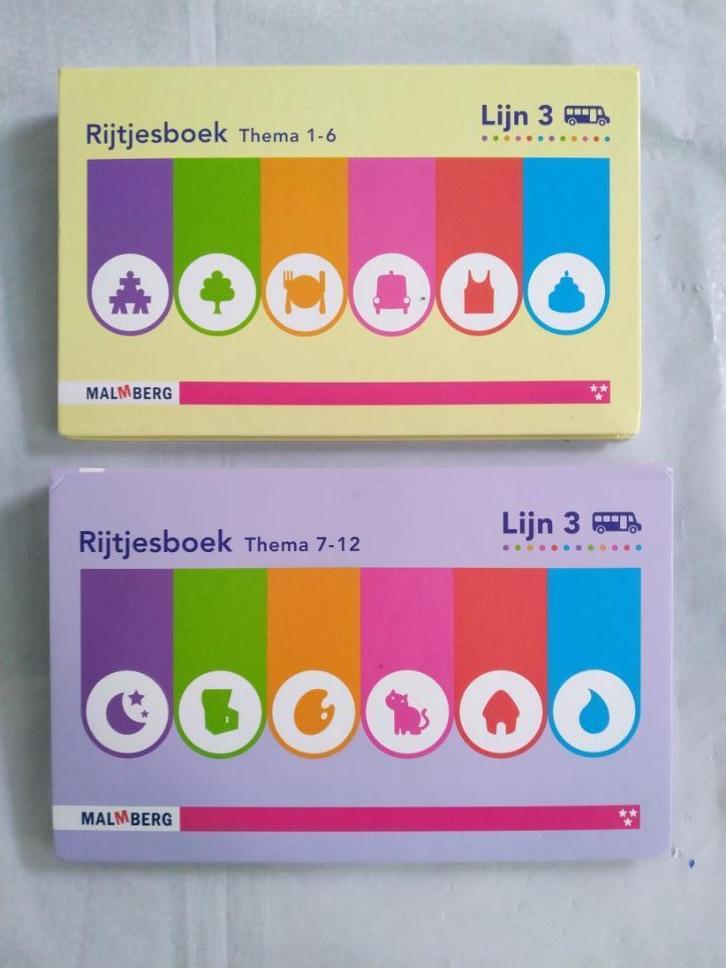 Lijn 3
Rijtjesboek Thema 1-6
MALMBERG
Lijn 3
Rijtjesboek Thema 7-12
MALMBERG